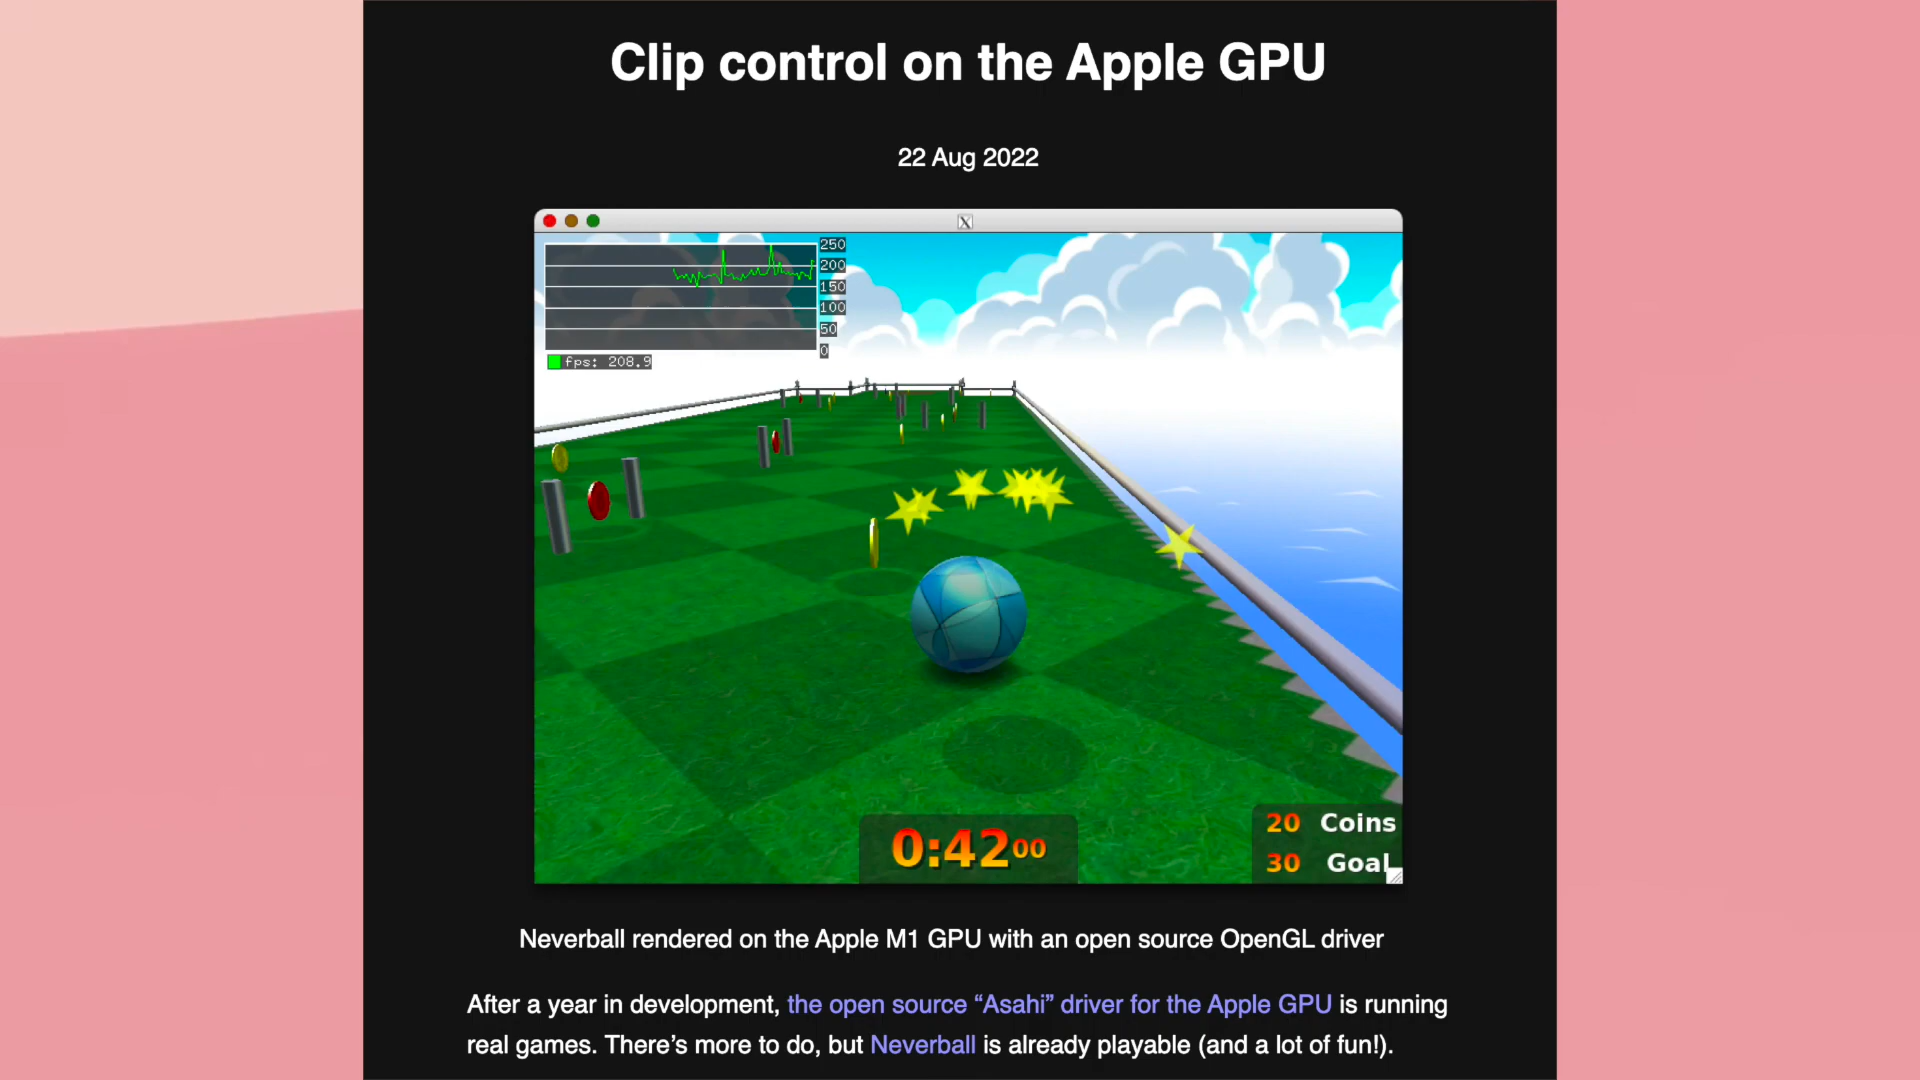 Clip control on the Apple GPU
22 Aug 2022
X
250
200
150
100
50
0
fps: 208.9
0:4200
20 Coins
30 Goal
Neverball rendered on the Apple M1 GPU with an open source OpenGL driver
After a year in development, the open source “Asahi” driver for the Apple GPU is running
real games. There’s more to do, but Neverball is already playable (and a lot of fun!).